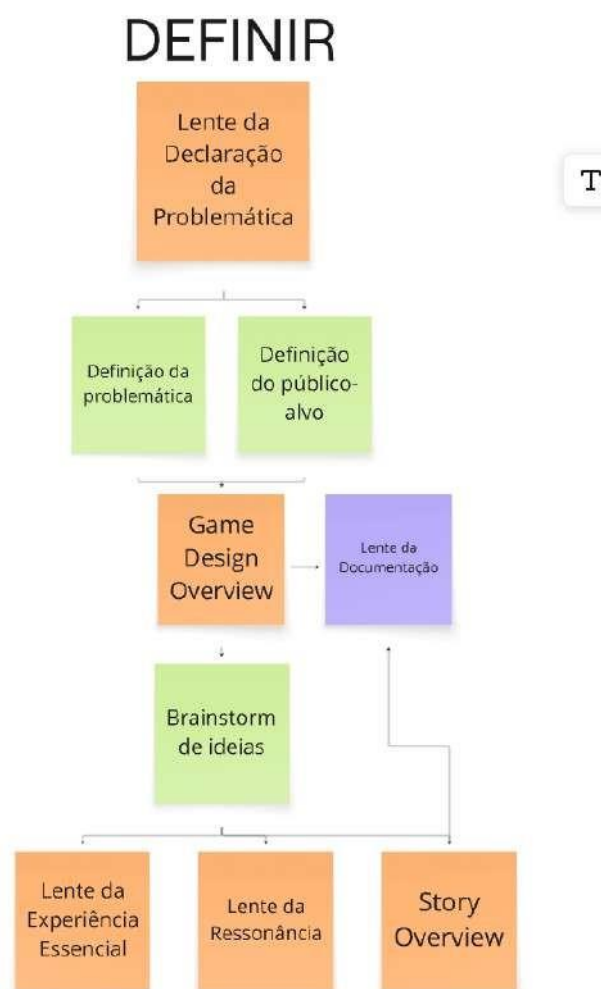 DEFINIR
Lente da
Declaração
da
Problemática
T
Definição da
problemática
Definição
do público-
alvo
Game
Design
Overview
Lente da
Documentação
Brainstorm
de ideias
Lente da
Experiência
Essencial
Lente da
Ressonância
Story
Overview